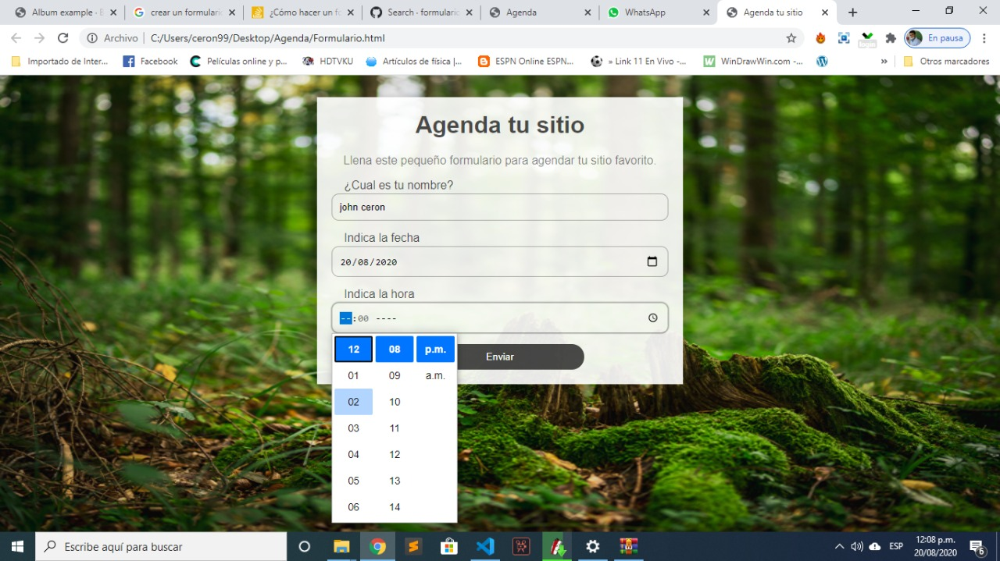 Album example · B
crear un formulario
¿Cómo hacer un fo
Search · formulario
Agenda
WhatsApp
Agenda tu sitio
Archivo
C:/Users/ceron99/Desktop/Agenda/Formulario.html
En pausa
Importado de Inter...
Facebook
Películas online y p...
HDTVKU
Artículos de física |...
ESPN Online ESPN...
» Link 11 En Vivo -...
WinDrawWin.com -...
»
Otros marcadores
Agenda tu sitio
Llena este pequeño formulario para agendar tu sitio favorito.
¿Cual es tu nombre?
john ceron
Indica la fecha
20/08/2020
Indica la hora
--:00 ----
12 08 p.m.
Enviar
01 09 a.m.
02 10
03 11
04 12
05 13
06 14
Escribe aquí para buscar
ESP
12:08 p.m.
20/08/2020
6